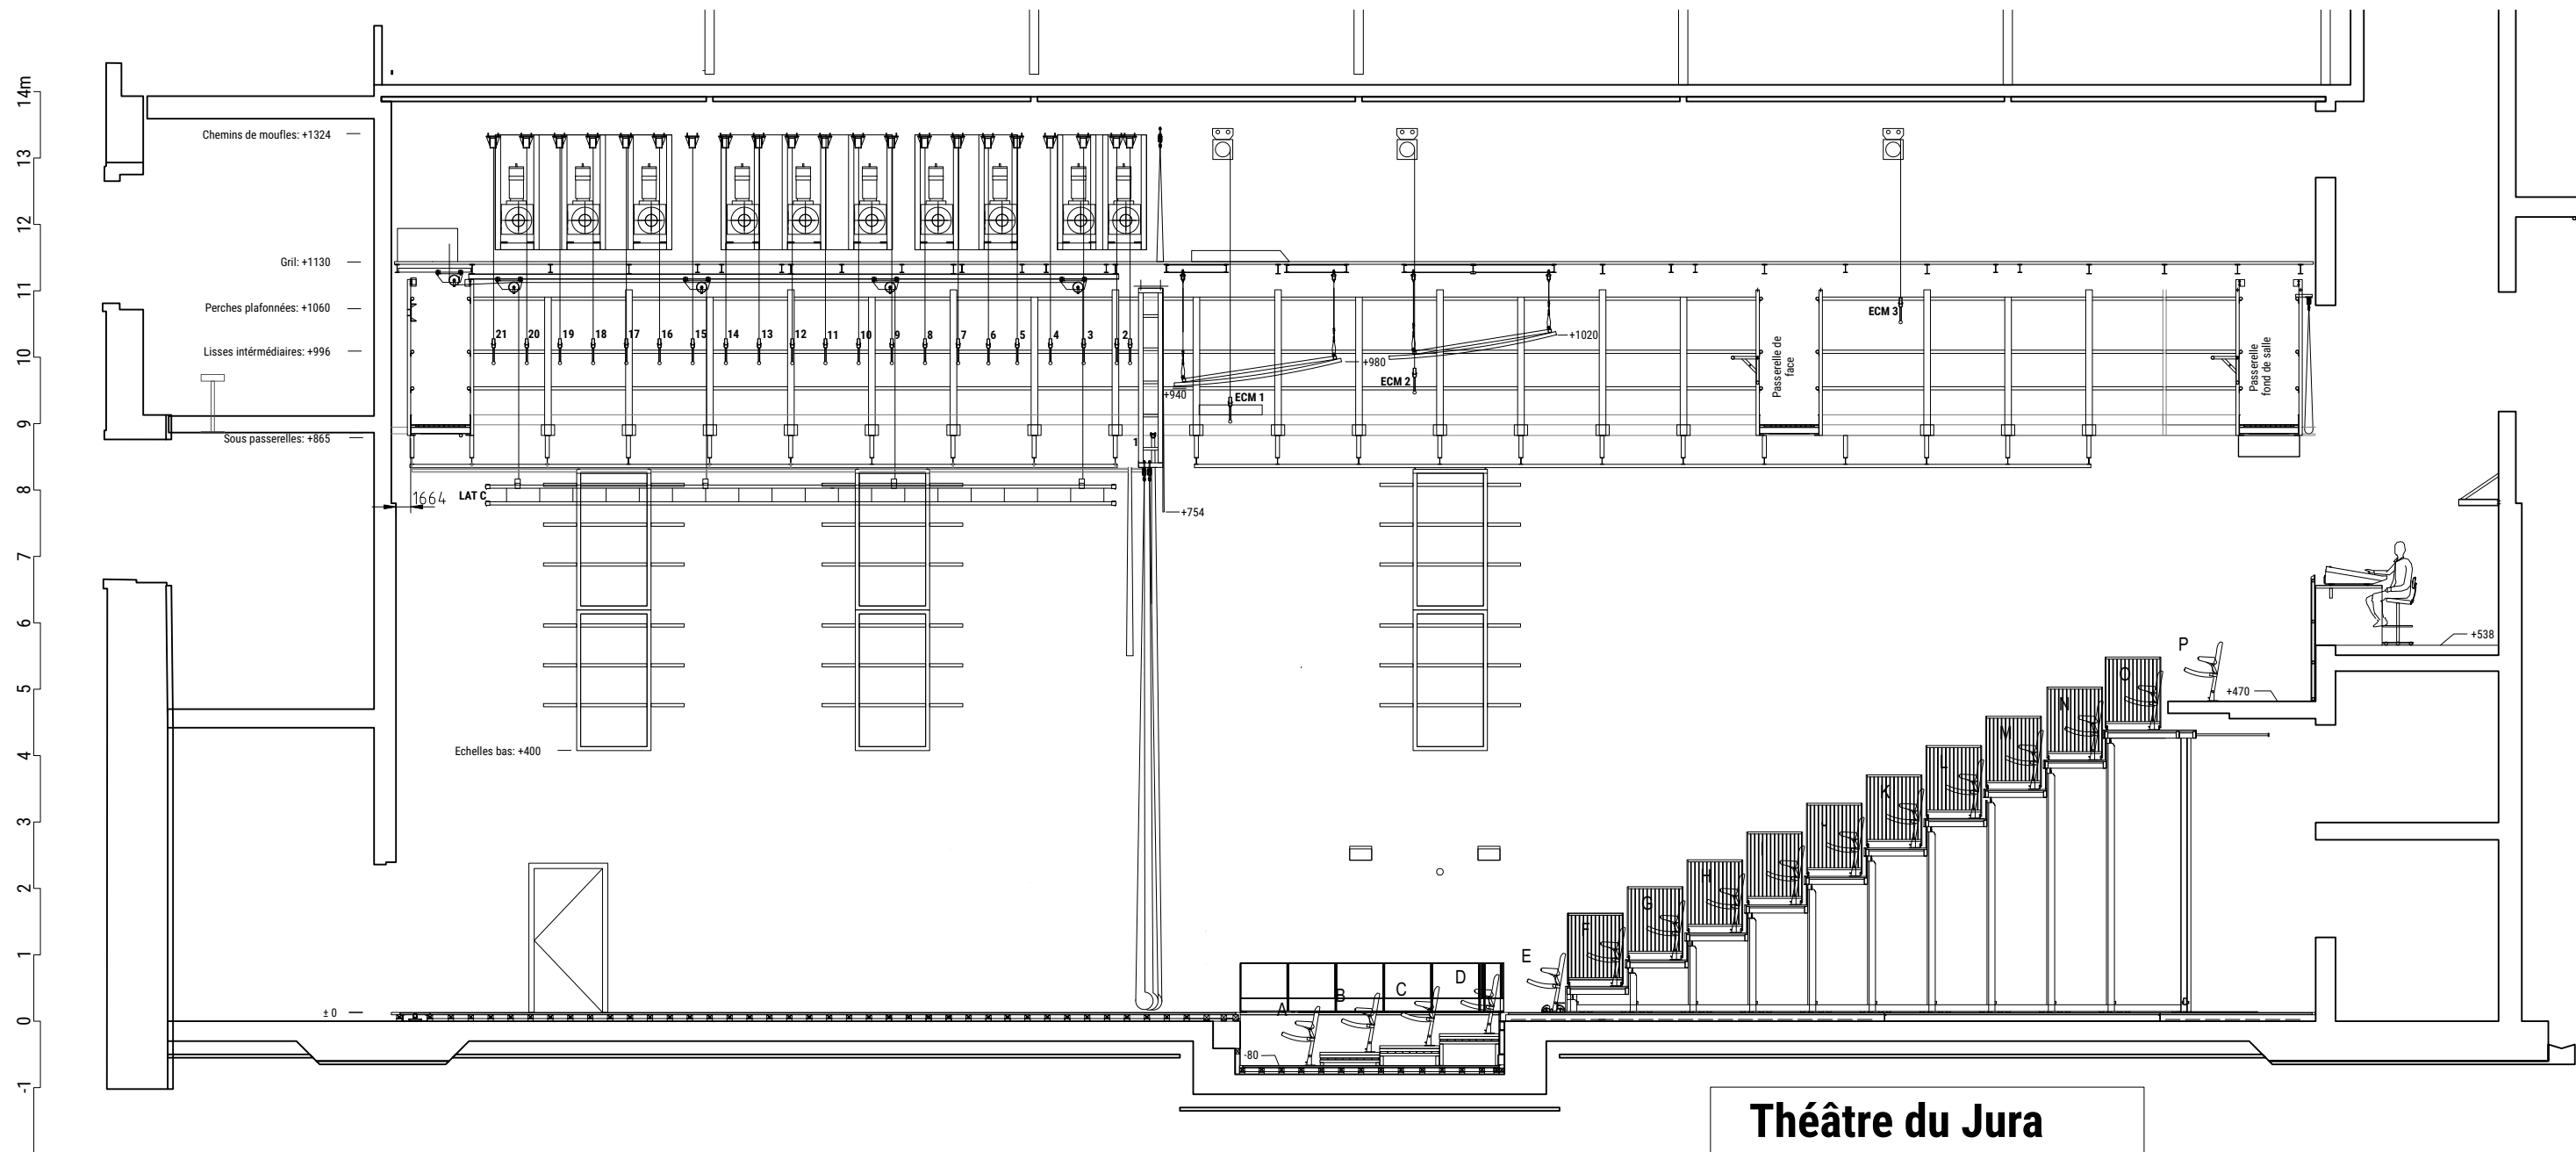 14m
13
12
11
10
9
8
7
6
5
4
3
2
1
0
-1
Chemins de moufles: +1324
Gril: +1130
Perches plafonnées: +1060
Lisses intérmédiaires: +996
Sous passerelles: +865
Echelles bas: +400
± 0
1664
LAT C
21
20
19
18
17
16
15
14
13
12
11
10
9
8
7
6
5
4
3
2
1
+940
+980
+1020
+754
ECM 1
ECM 2
ECM 3
Passerelle de
face
Passerelle
fond de salle
+538
+470
-80
A
B
C
D
E
F
G
H
I
J
K
L
M
N
O
P
Théâtre du Jura